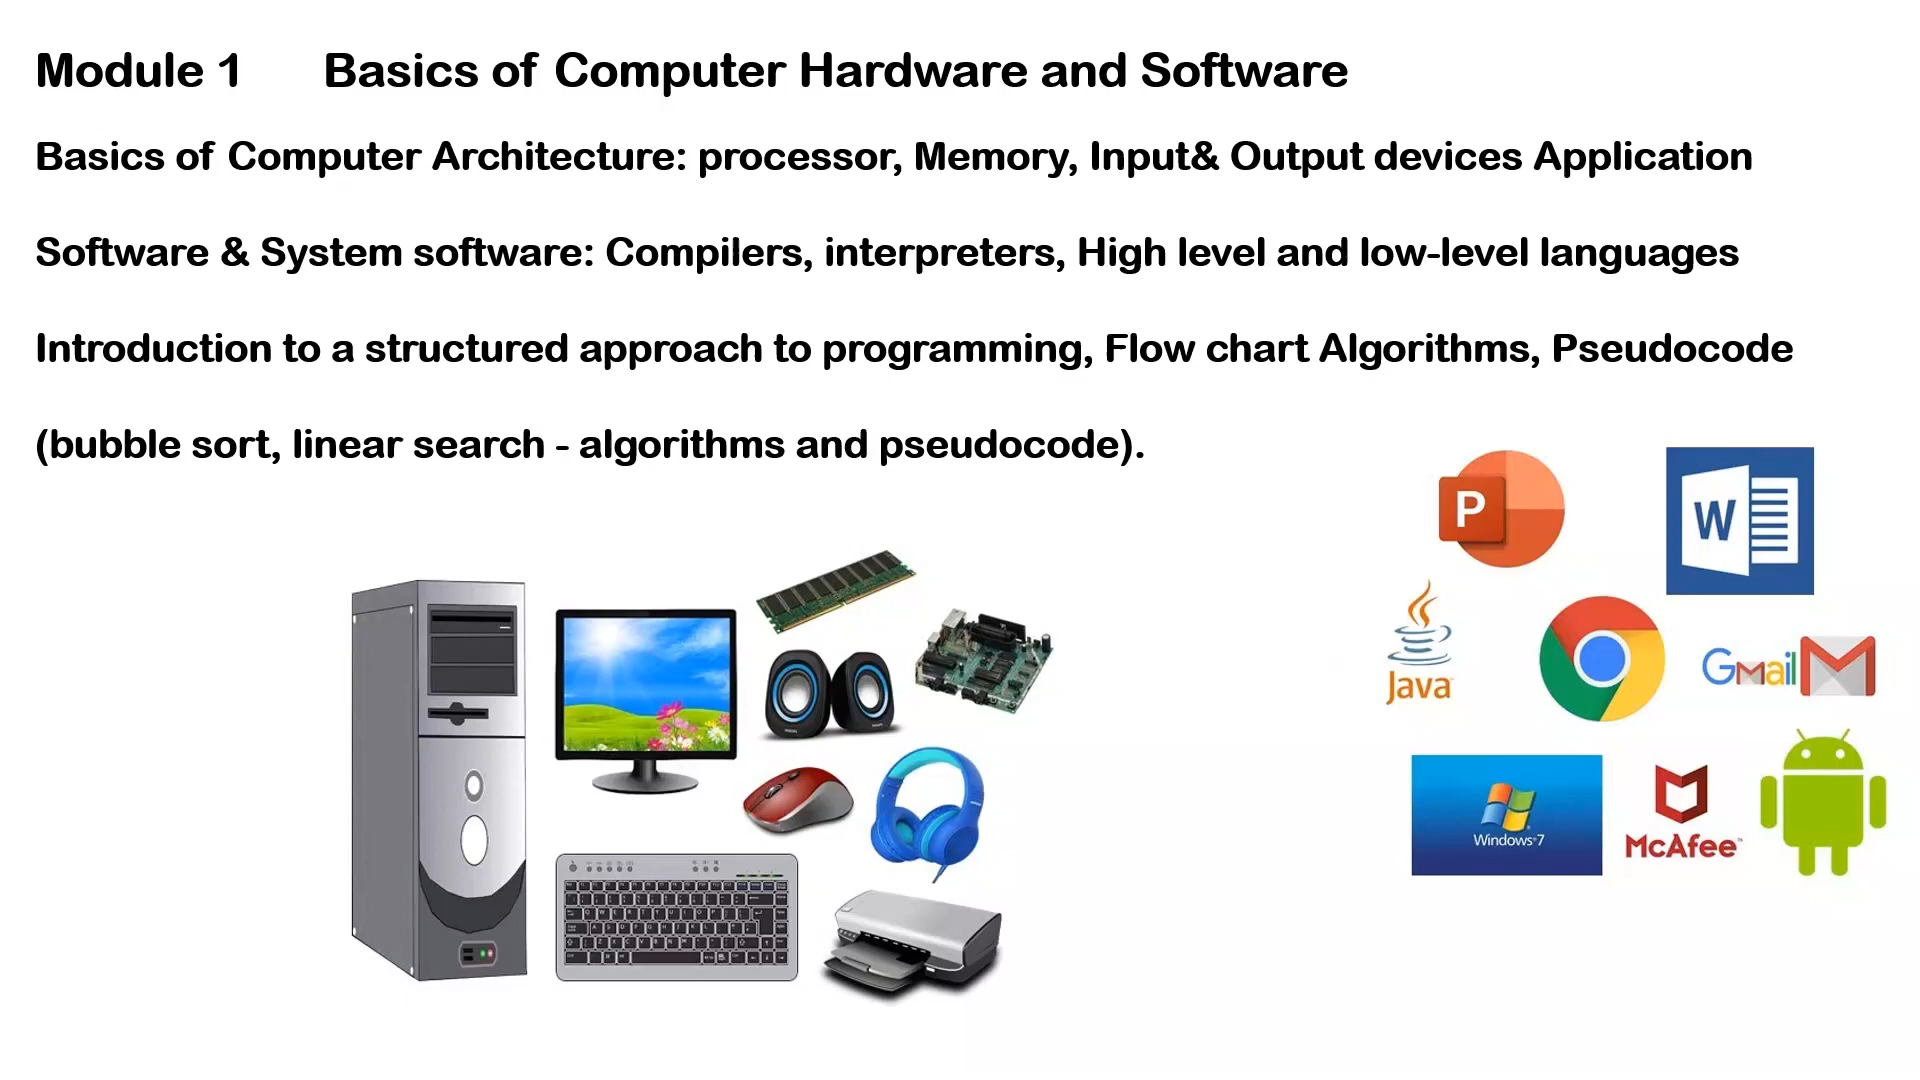 Module 1 Basics of Computer Hardware and Software
Basics of Computer Architecture: processor, Memory, Input& Output devices Application
Software & System software: Compilers, interpreters, High level and low-level languages
Introduction to a structured approach to programming, Flow chart Algorithms, Pseudocode
(bubble sort, linear search - algorithms and pseudocode).
P
W
Java
Gmail
Windows 7
McAfee™